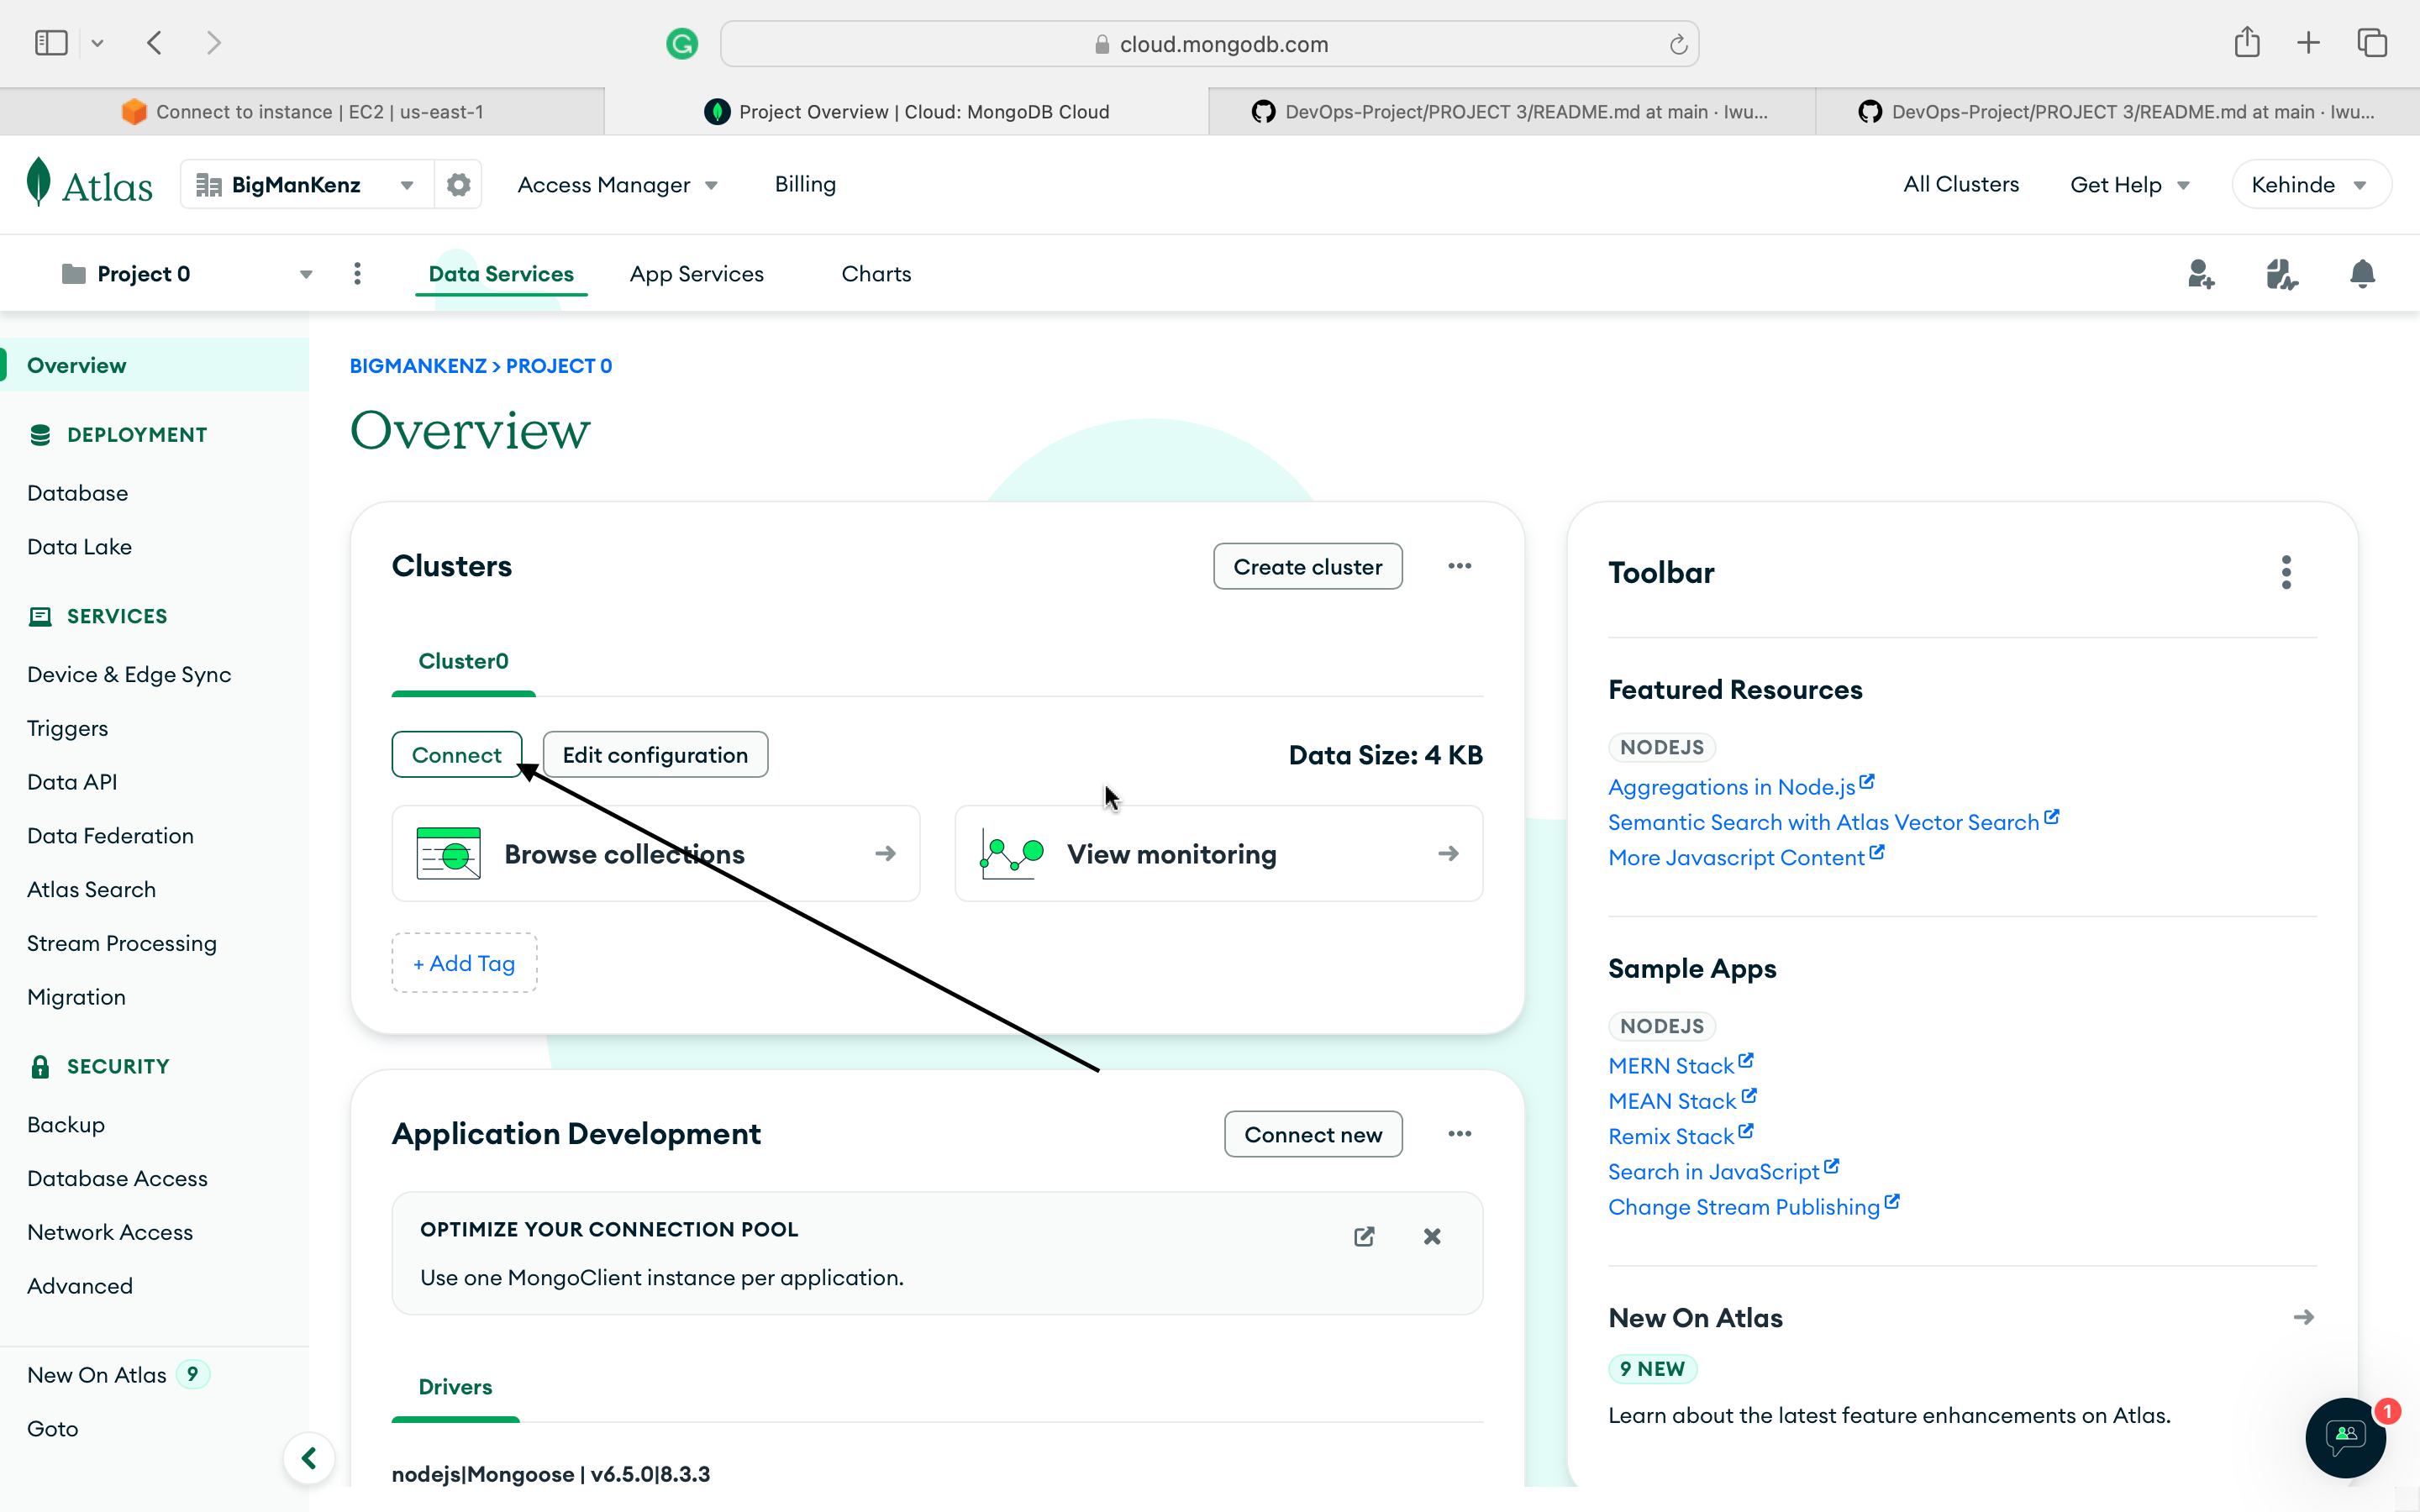 cloud.mongodb.com
Connect to instance | EC2 | us-east-1
Project Overview | Cloud: MongoDB Cloud
DevOps-Project/PROJECT 3/README.md at main · Iwu...
DevOps-Project/PROJECT 3/README.md at main · Iwu...
Atlas
BigManKenz
Access Manager
Billing
All Clusters
Get Help
Kehinde
Project 0
Data Services
App Services
Charts
Overview
DEPLOYMENT
Database
Data Lake
SERVICES
Device & Edge Sync
Triggers
Data API
Data Federation
Atlas Search
Stream Processing
Migration
SECURITY
Backup
Database Access
Network Access
Advanced
New On Atlas 9
Goto
BIGMANKENZ > PROJECT 0
Overview
Clusters
Create cluster
Cluster0
Connect
Edit configuration
Data Size: 4 KB
Browse collections
View monitoring
+ Add Tag
Application Development
Connect new
OPTIMIZE YOUR CONNECTION POOL
Use one MongoClient instance per application.
Drivers
nodejs|Mongoose | v6.5.0|8.3.3
Toolbar
Featured Resources
NODEJS
Aggregations in Node.js
Semantic Search with Atlas Vector Search
More Javascript Content
Sample Apps
NODEJS
MERN Stack
MEAN Stack
Remix Stack
Search in JavaScript
Change Stream Publishing
New On Atlas
9 NEW
Learn about the latest feature enhancements on Atlas.
1